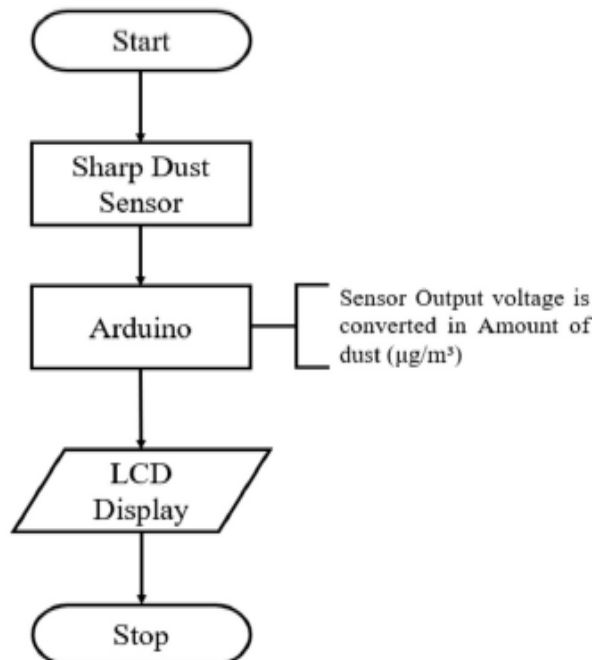 Start
Sharp Dust
Sensor
Arduino
Sensor Output voltage is
converted in Amount of
dust (μg/m³)
LCD
Display
Stop